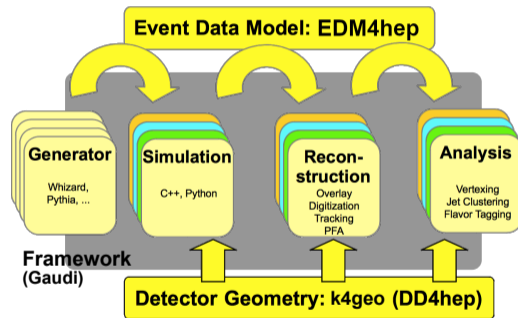 Event Data Model: EDM4hep
Generator
Whizard,
Pythia, ...
Simulation
C++, Python
Recon-
struction
Overlay
Digitization
Tracking
PFA
Analysis
Vertexing
Jet Clustering
Flavor Tagging
Framework
(Gaudi)
Detector Geometry: k4geo (DD4hep)